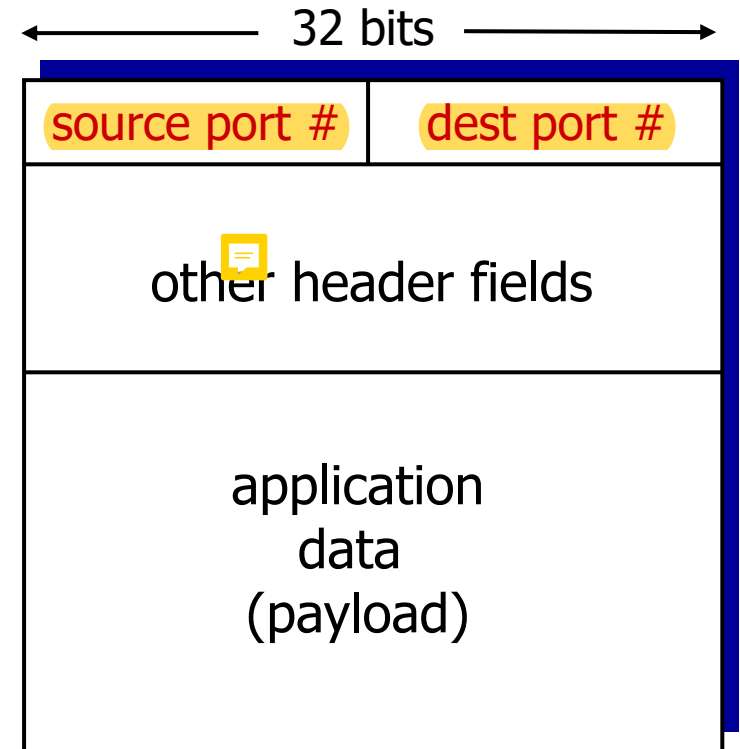 32 bits
source port # dest port #
other header fields
application
data
(payload)